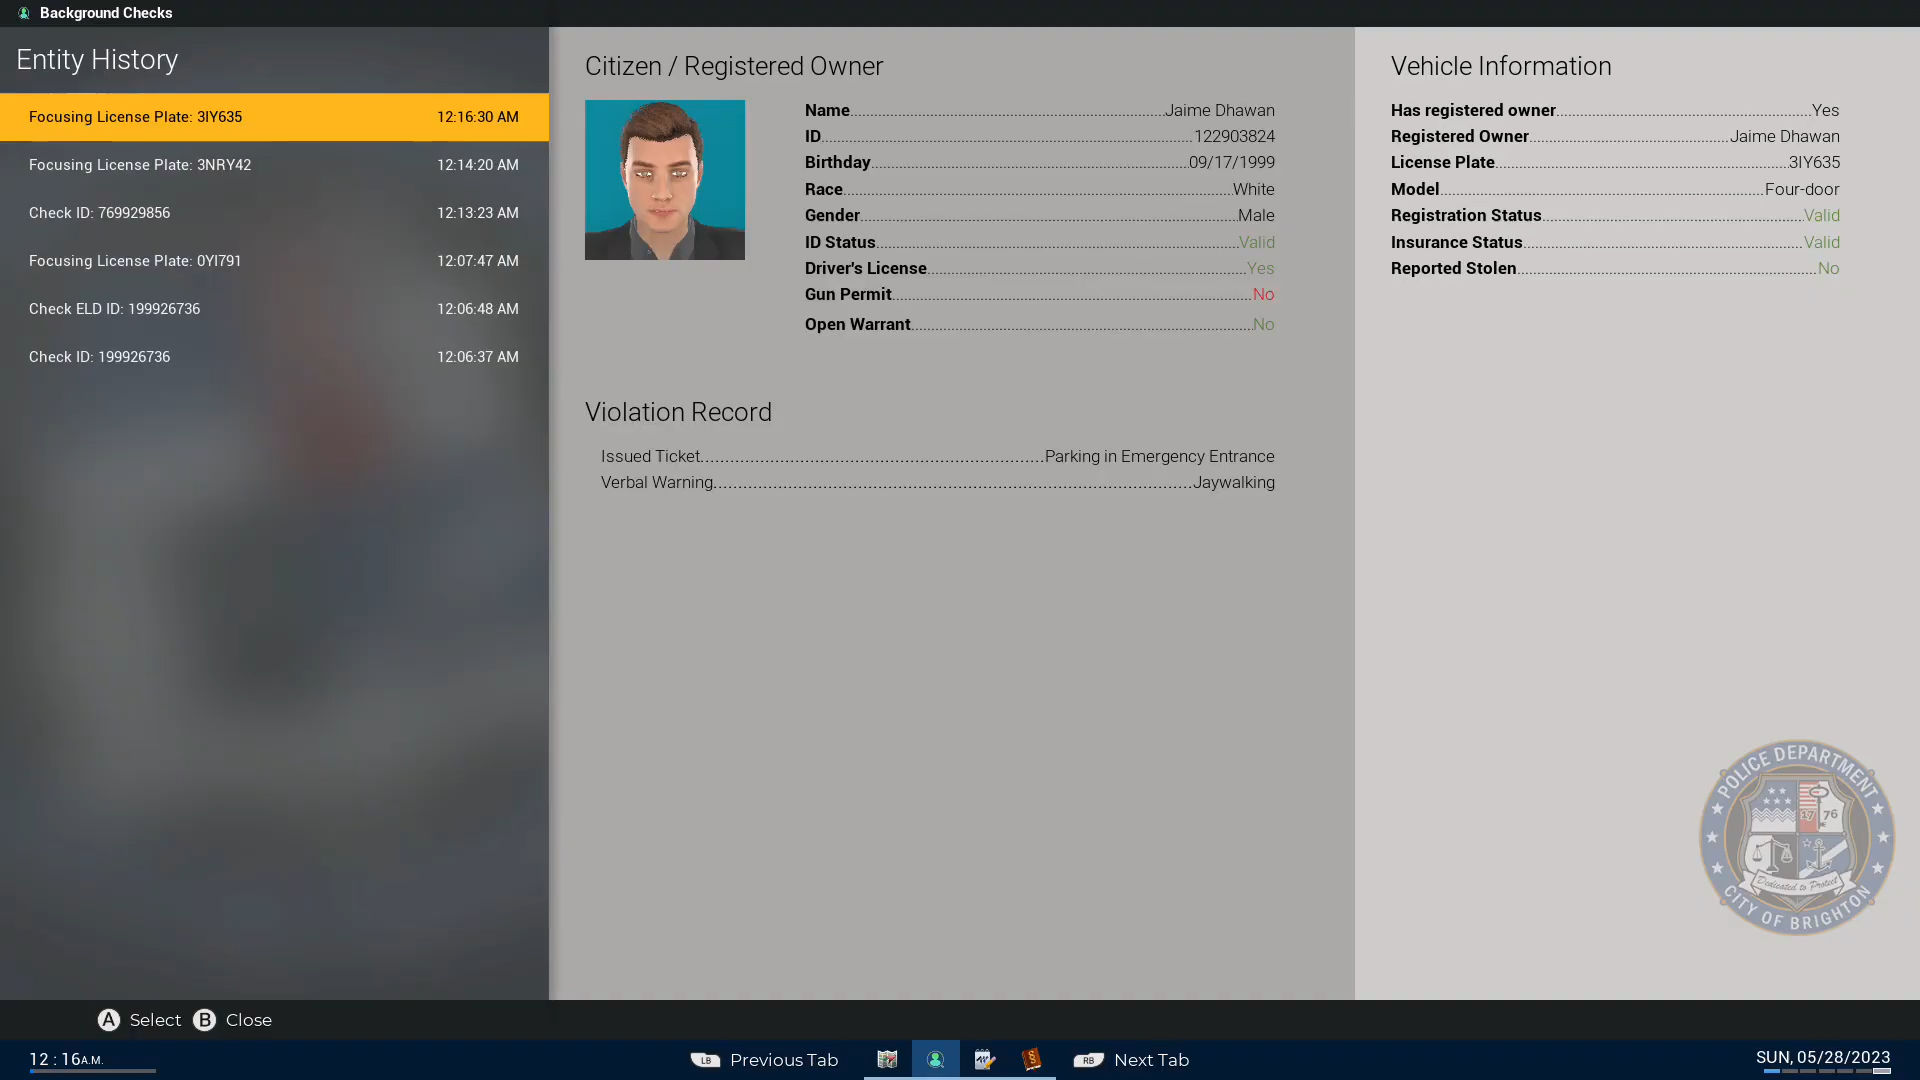 Background Checks
Entity History
Focusing License Plate: 3IY635 12:16:30 AM
Focusing License Plate: 3NRY42 12:14:20 AM
Check ID: 769929856 12:13:23 AM
Focusing License Plate: 0YI791 12:07:47 AM
Check ELD ID: 199926736 12:06:48 AM
Check ID: 199926736 12:06:37 AM
Citizen / Registered Owner
Name Jaime Dhawan
ID 122903824
Birthday 09/17/1999
Race White
Gender Male
ID Status Valid
Driver's License Yes
Gun Permit No
Open Warrant No
Violation Record
Issued Ticket Parking in Emergency Entrance
Verbal Warning Jaywalking
Vehicle Information
Has registered owner Yes
Registered Owner Jaime Dhawan
License Plate 3IY635
Model Four-door
Registration Status Valid
Insurance Status Valid
Reported Stolen No
POLICE DEPARTMENT
17 76
Dedicated to Protect
CITY OF BRIGHTON
A Select B Close
12 : 16 A.M.
LB Previous Tab
RB Next Tab
SUN, 05/28/2023